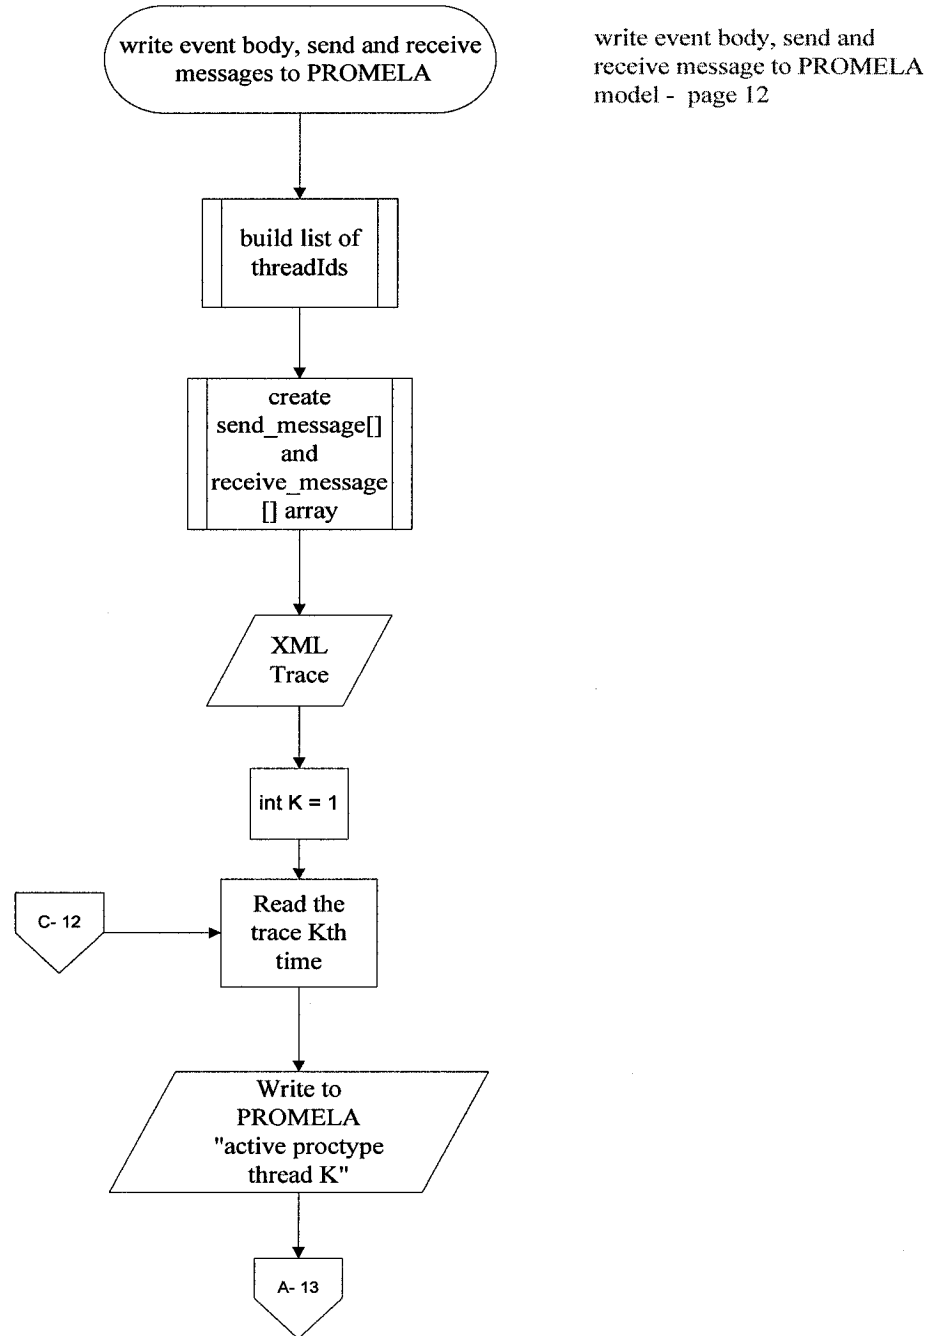 write event body, send and receive
messages to PROMELA
write event body, send and
receive message to PROMELA
model - page 12
build list of
threadIds
create
send_message[]
and
receive_message
[] array
XML
Trace
int K = 1
C- 12
Read the
trace Kth
time
Write to
PROMELA
"active proctype
thread K"
A- 13